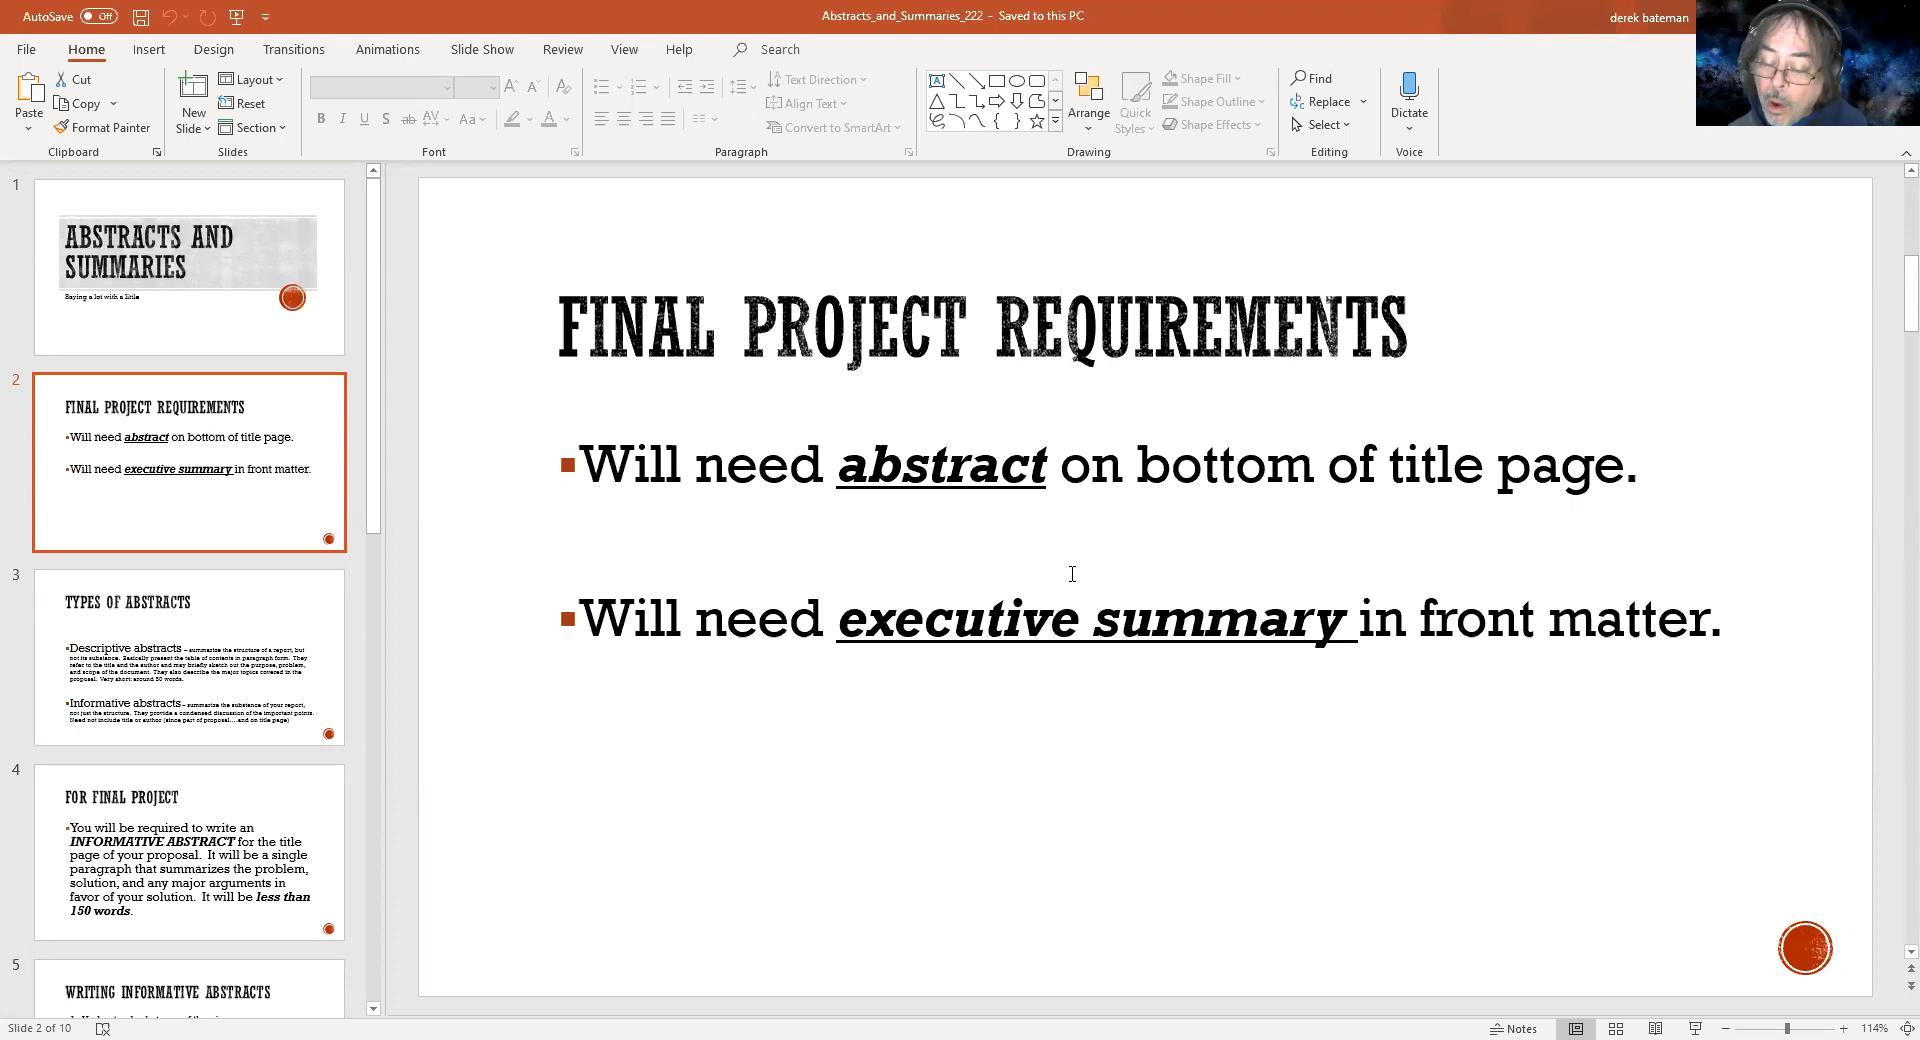 AutoSave Off
Abstracts_and_Summaries_222 - Saved to this PC
derek bateman
File Home Insert Design Transitions Animations Slide Show Review View Help Search
Paste
Cut
Copy
Format Painter
Clipboard
New Slide
Layout
Reset
Section
Slides
B I U S ab AV Aa A
Font
Text Direction
Align Text
Convert to SmartArt
Paragraph
Arrange
Quick Styles
Shape Fill
Shape Outline
Shape Effects
Drawing
Find
Replace
Select
Editing
Dictate
Voice
1
ABSTRACTS AND
SUMMARIES
Saying a lot with a little
2
FINAL PROJECT REQUIREMENTS
▪Will need abstract on bottom of title page.
▪Will need executive summary in front matter.
3
TYPES OF ABSTRACTS
▪Descriptive abstracts – summarize the structure of a report, but
not its substance. Basically present the table of contents in paragraph form. They
refer to the title and the author and may briefly sketch out the purpose, problem,
and scope of the document. They also describe the major topics covered in the
proposal. Very short: around 50 words.
▪Informative abstracts – summarize the substance of your report,
not just the structure. They provide a condensed discussion of the important points.
Need not include title or author (since part of proposal....and on title page)
4
FOR FINAL PROJECT
▪You will be required to write an
INFORMATIVE ABSTRACT for the title
page of your proposal. It will be a single
paragraph that summarizes the problem,
solution, and any major arguments in
favor of your solution. It will be less than
150 words.
5
WRITING INFORMATIVE ABSTRACTS
FINAL PROJECT REQUIREMENTS
▪Will need abstract on bottom of title page.
▪Will need executive summary in front matter.
Slide 2 of 10
Notes
114%